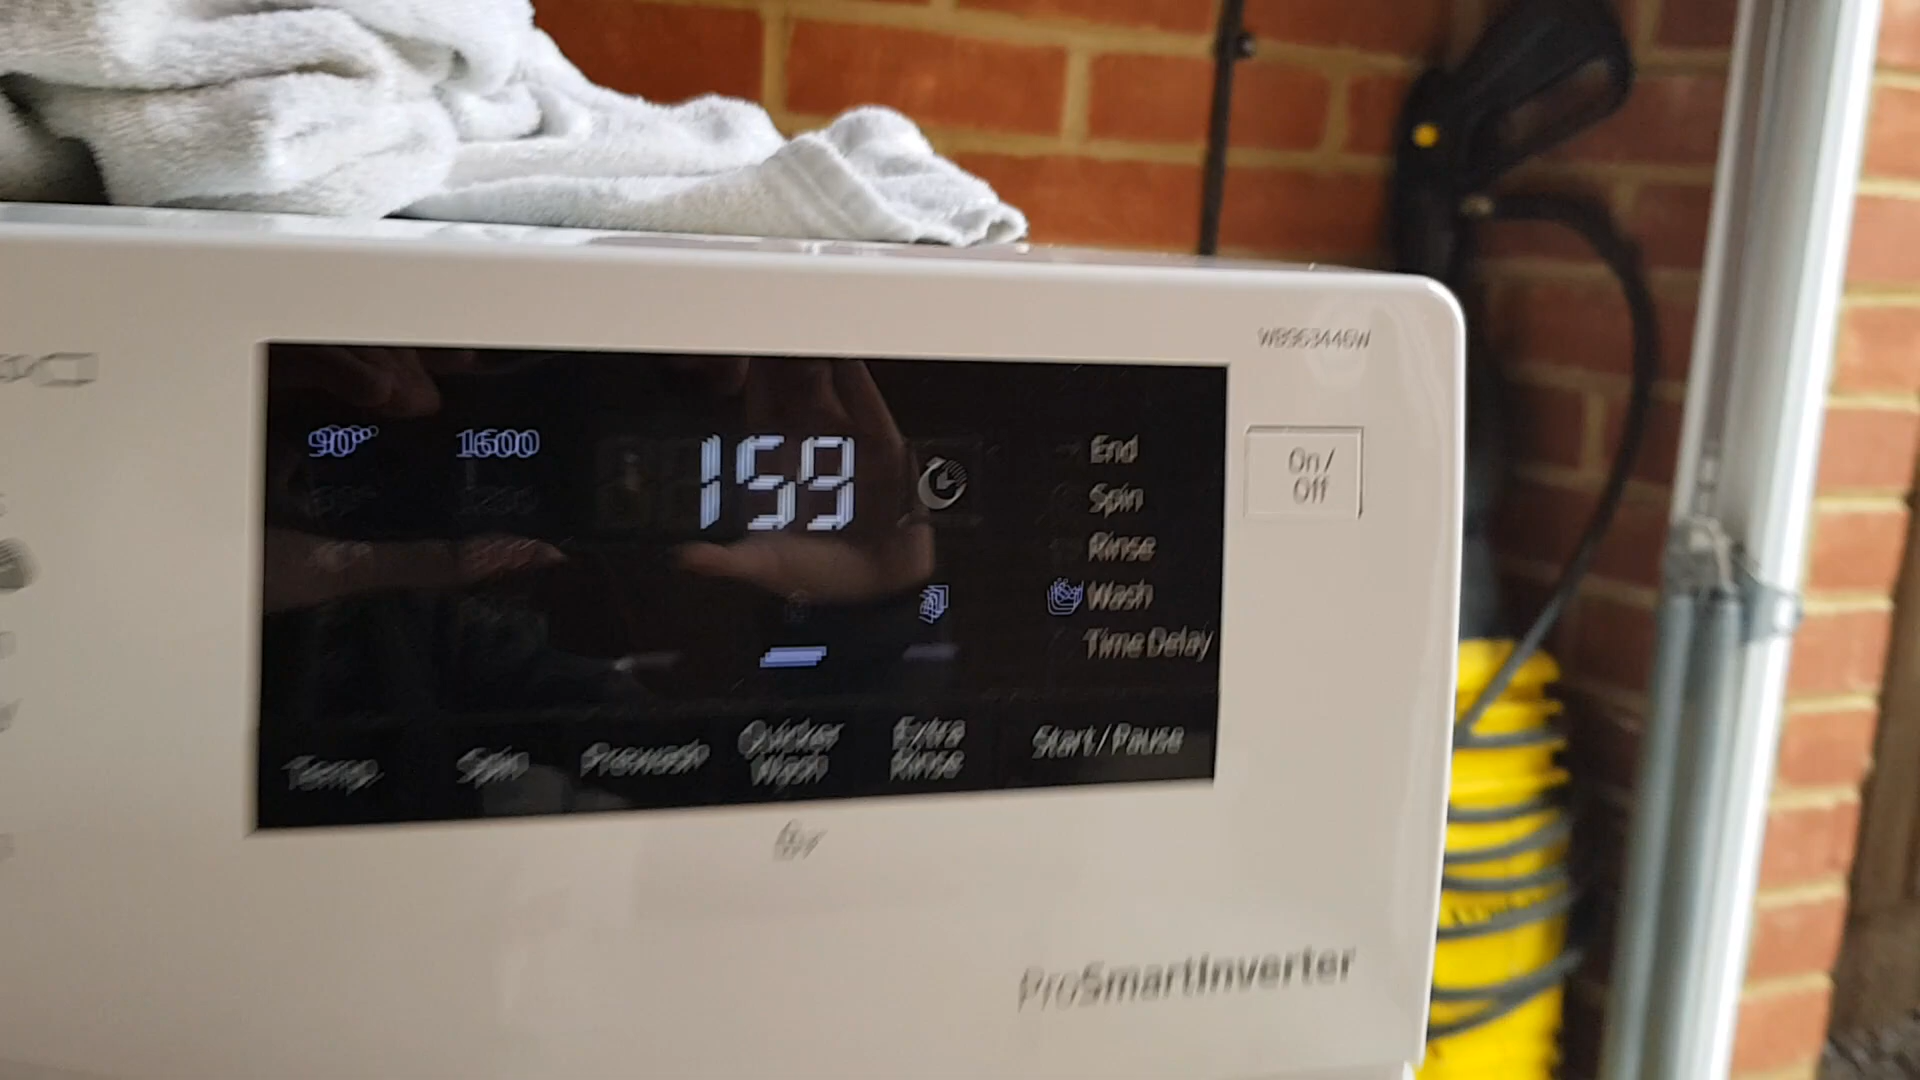 90°
1600
159
End
Spin
Rinse
Wash
Time Delay
On /
Off
Temp.
Spin
Prewash
Quicker
Wash
Extra
Rinse
Start / Pause
ProSmartInverter